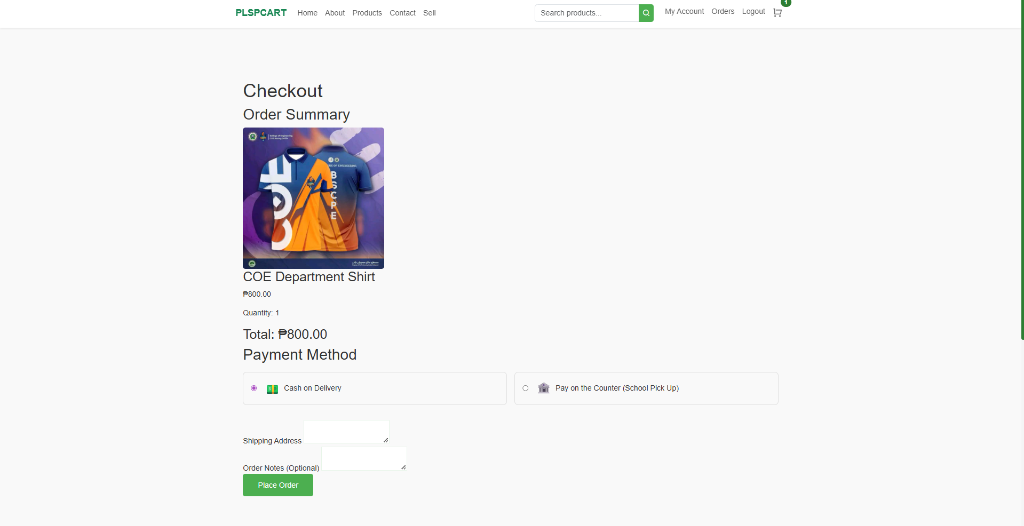 PLSPCART Home About Products Contact Sell Search products... My Account Orders Logout
Checkout
Order Summary
COE
BSCPE
COE Department Shirt
₱800.00
Quantity: 1
Total: ₱800.00
Payment Method
Cash on Delivery
Pay on the Counter (School Pick Up)
Shipping Address
Order Notes (Optional)
Place Order